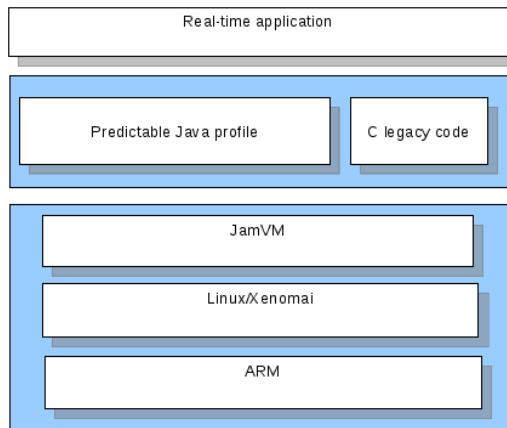 Real-time application
Predictable Java profile
C legacy code
JamVM
Linux/Xenomai
ARM